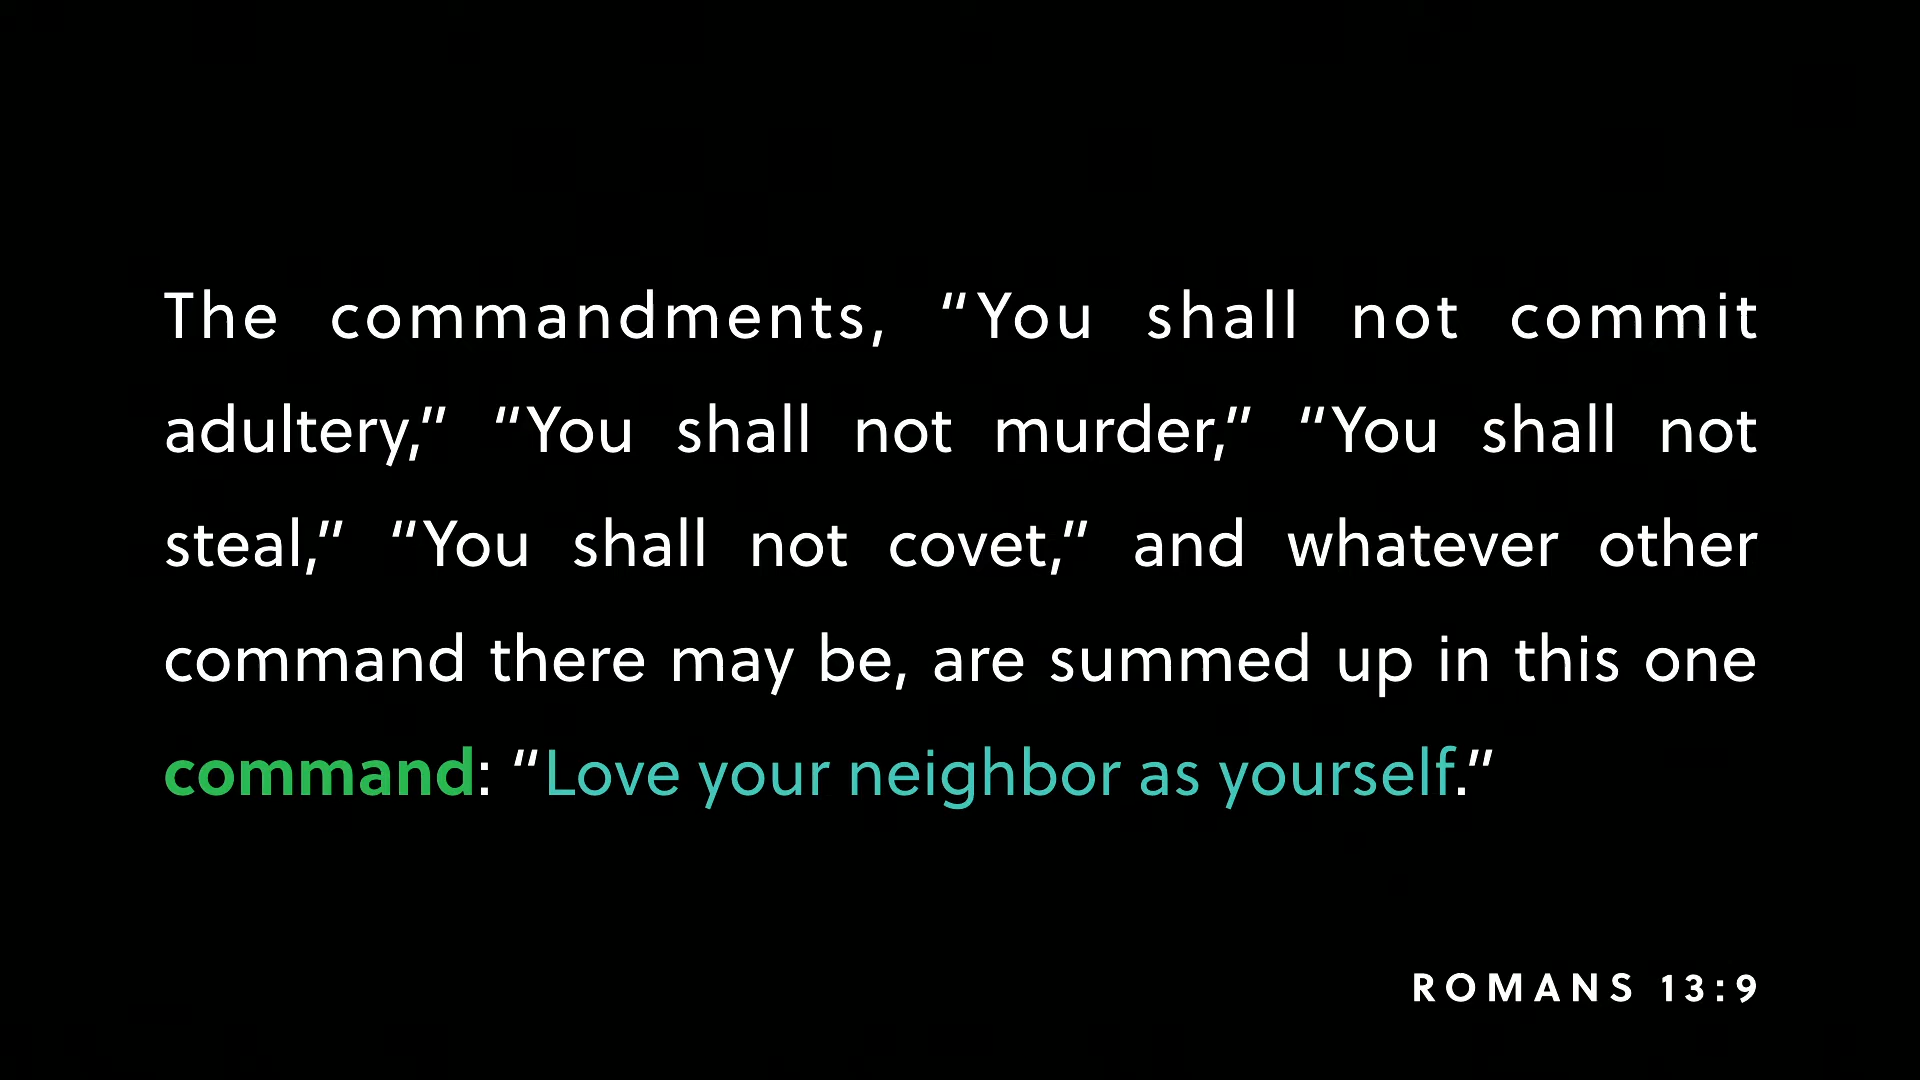 The commandments, “You shall not commit
adultery,” “You shall not murder,” “You shall not
steal,” “You shall not covet,” and whatever other
command there may be, are summed up in this one
command: “Love your neighbor as yourself.”
ROMANS 13:9